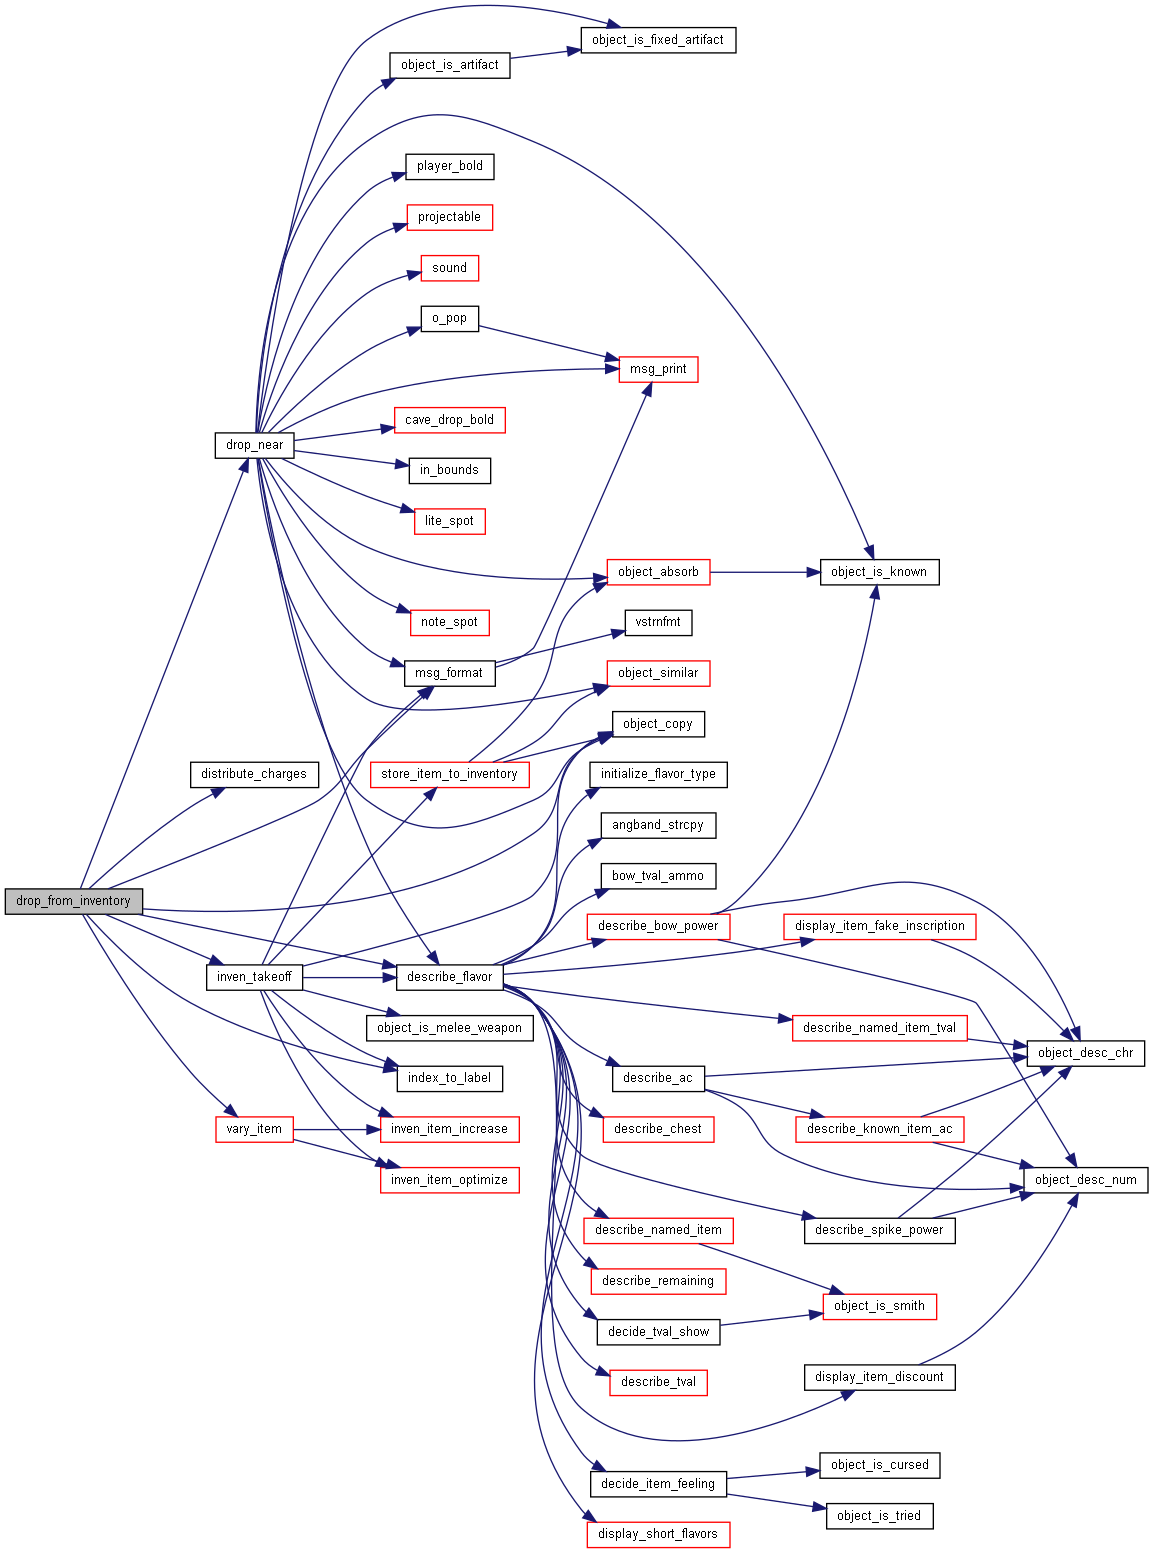 object_is_fixed_artifact
object_is_artifact
player_bold
projectable
sound
o_pop
msg_print
cave_drop_bold
drop_near
in_bounds
lite_spot
object_absorb
object_is_known
note_spot
vstrnfmt
msg_format
object_similar
object_copy
distribute_charges
store_item_to_inventory
initialize_flavor_type
angband_strcpy
bow_tval_ammo
drop_from_inventory
describe_bow_power
display_item_fake_inscription
inven_takeoff
describe_flavor
object_is_melee_weapon
describe_named_item_tval
object_desc_chr
index_to_label
describe_ac
vary_item
inven_item_increase
describe_chest
describe_known_item_ac
inven_item_optimize
object_desc_num
describe_named_item
describe_spike_power
describe_remaining
object_is_smith
decide_tval_show
describe_tval
display_item_discount
decide_item_feeling
object_is_cursed
object_is_tried
display_short_flavors